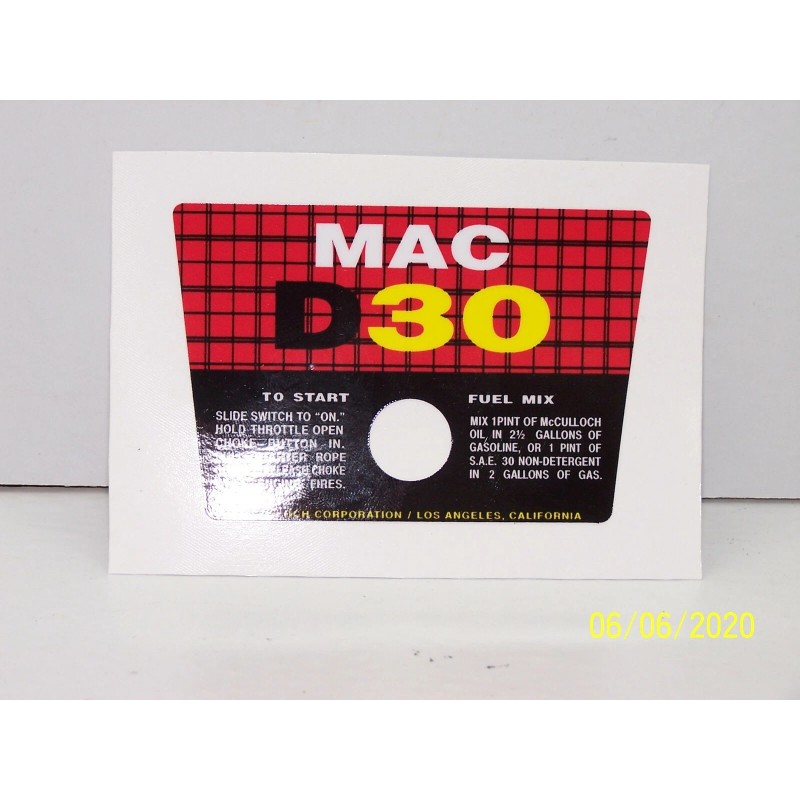 MAC
D30
TO START
SLIDE SWITCH TO “ON.”
HOLD THROTTLE OPEN
CHOKE BUTTON IN.
ROPE
CHOKE
FIRES.
FUEL MIX
MIX 1PINT OF McCULLOCH
OIL IN 2½ GALLONS OF
GASOLINE, OR 1 PINT OF
S.A.E. 30 NON-DETERGENT
IN 2 GALLONS OF GAS.
CORPORATION / LOS ANGELES, CALIFORNIA
06/06/2020